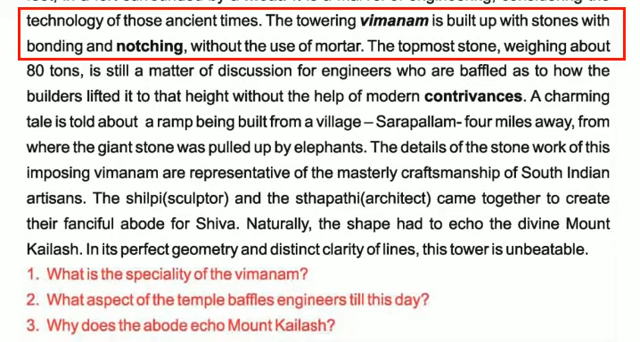 technology of those ancient times. The towering vimanam is built up with stones with
bonding and notching, without the use of mortar. The topmost stone, weighing about
80 tons, is still a matter of discussion for engineers who are baffled as to how the
builders lifted it to that height without the help of modern contrivances. A charming
tale is told about a ramp being built from a village – Sarapallam- four miles away, from
where the giant stone was pulled up by elephants. The details of the stone work of this
imposing vimanam are representative of the masterly craftsmanship of South Indian
artisans. The shilpi(sculptor) and the sthapathi(architect) came together to create
their fanciful abode for Shiva. Naturally, the shape had to echo the divine Mount
Kailash. In its perfect geometry and distinct clarity of lines, this tower is unbeatable.
1. What is the speciality of the vimanam?
2. What aspect of the temple baffles engineers till this day?
3. Why does the abode echo Mount Kailash?